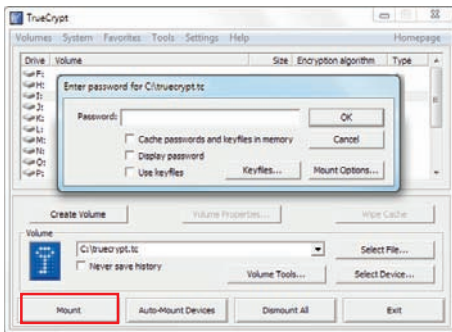 TrueCrypt
Volumes System Favorites Tools Settings Help Homepage
Drive Volume Size Encryption algorithm Type
F:
H:
I:
J:
K:
L:
M:
N:
O:
P:
Enter password for C:\truecrypt.tc
Password:
OK
Cache passwords and keyfiles in memory
Cancel
Display password
Use keyfiles
Keyfiles...
Mount Options...
Create Volume
Volume Properties...
Wipe Cache
Volume
C:\truecrypt.tc
Select File...
Never save history
Volume Tools...
Select Device...
Mount
Auto-Mount Devices
Dismount All
Exit